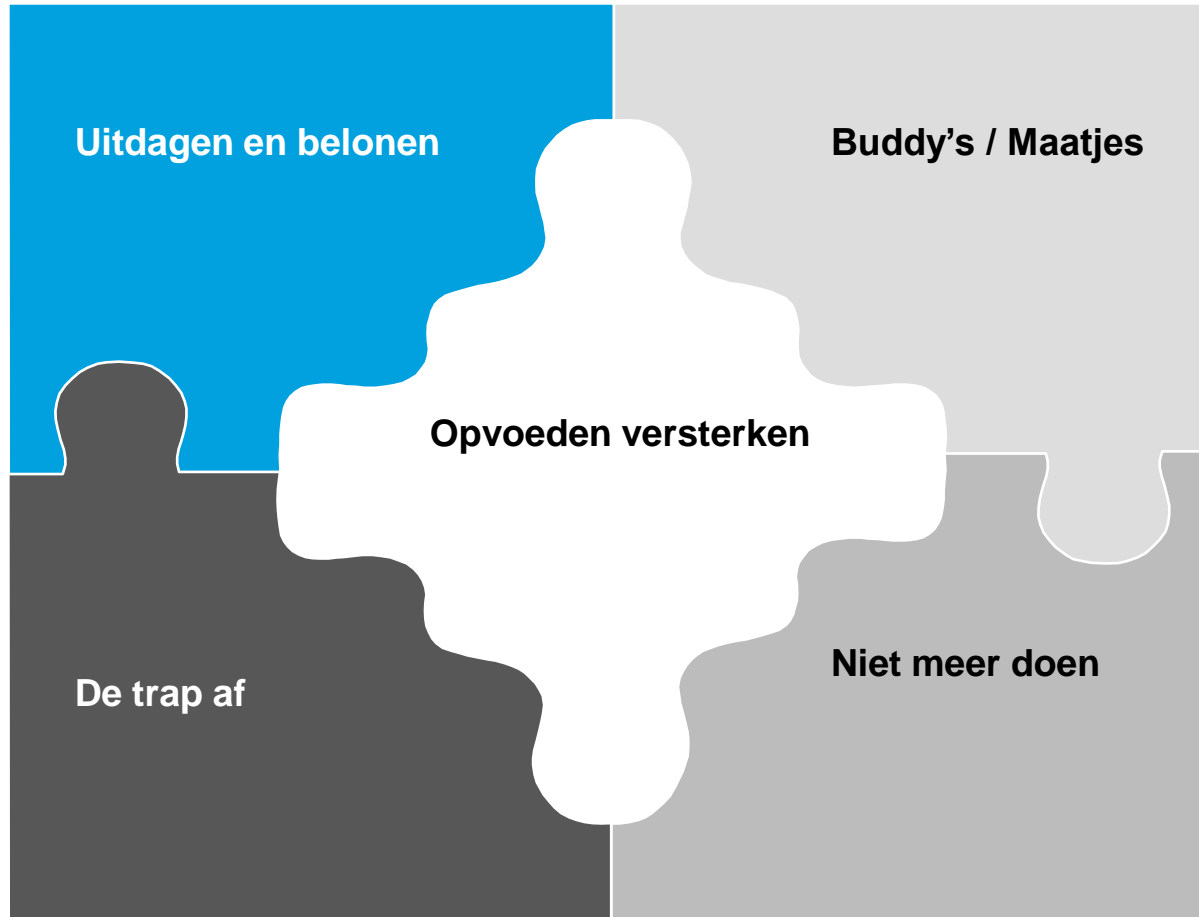 Uitdagen en belonen
Buddy’s / Maatjes
Opvoeden versterken
De trap af
Niet meer doen